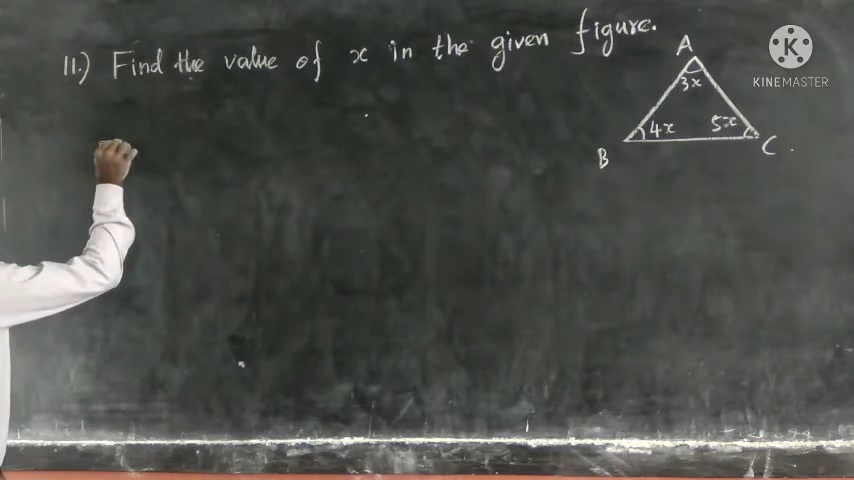 11.) Find the value of x in the given figure.
A
3x
4x 5x
B C.
K
KINEMASTER